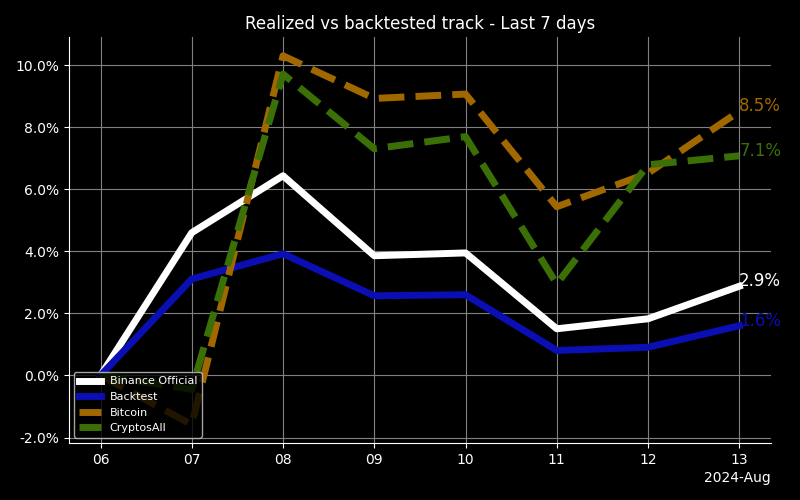 Realized vs backtested track - Last 7 days
10.0%
8.0%
6.0%
4.0%
2.0%
0.0%
-2.0%
8.5%
7.1%
2.9%
1.6%
Binance Official
Backtest
Bitcoin
CryptosAll
06 07 08 09 10 11 12 13
2024-Aug